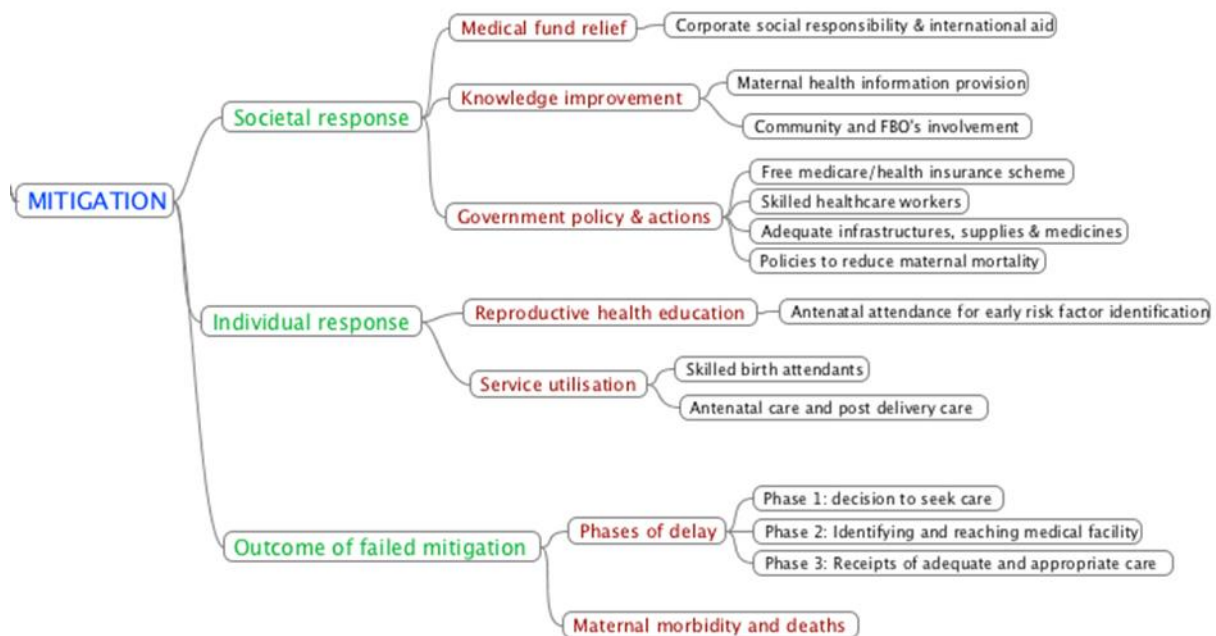 MITIGATION
Societal response
Medical fund relief
Corporate social responsibility & international aid
Knowledge improvement
Maternal health information provision
Community and FBO's involvement
Government policy & actions
Free medicare/health insurance scheme
Skilled healthcare workers
Adequate infrastructures, supplies & medicines
Policies to reduce maternal mortality
Individual response
Reproductive health education
Antenatal attendance for early risk factor identification
Service utilisation
Skilled birth attendants
Antenatal care and post delivery care
Outcome of failed mitigation
Phases of delay
Phase 1: decision to seek care
Phase 2: Identifying and reaching medical facility
Phase 3: Receipts of adequate and appropriate care
Maternal morbidity and deaths